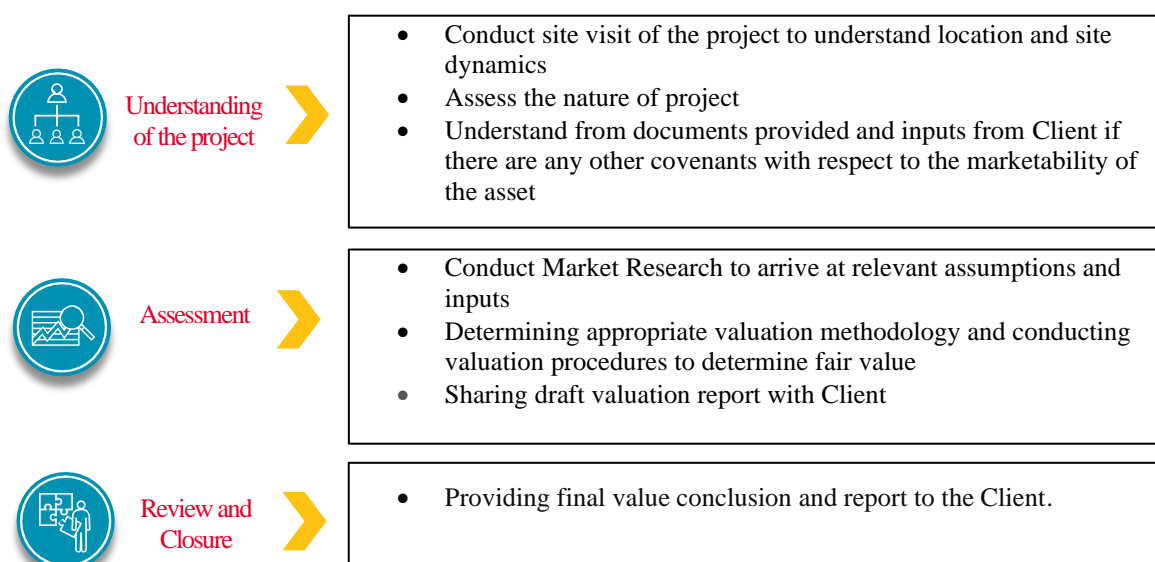 Understanding
of the project
• Conduct site visit of the project to understand location and site
dynamics
• Assess the nature of project
• Understand from documents provided and inputs from Client if
there are any other covenants with respect to the marketability of
the asset
Assessment
• Conduct Market Research to arrive at relevant assumptions and
inputs
• Determining appropriate valuation methodology and conducting
valuation procedures to determine fair value
• Sharing draft valuation report with Client
Review and
Closure
• Providing final value conclusion and report to the Client.